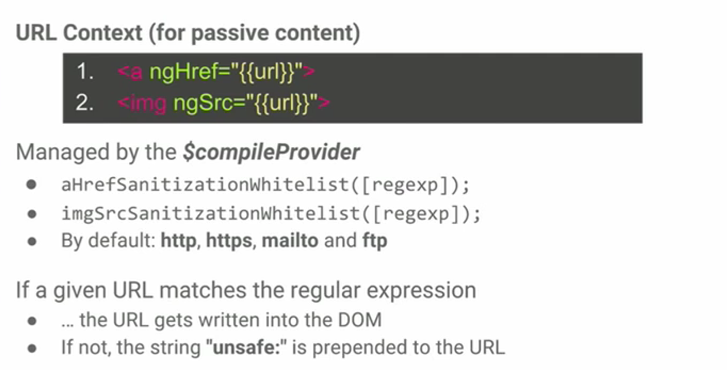 URL Context (for passive content)
1. <a ngHref="{{url}}">
2. <img ngSrc="{{url}}">
Managed by the $compileProvider
● aHrefSanitizationWhitelist([regexp]);
● imgSrcSanitizationWhitelist([regexp]);
● By default: http, https, mailto and ftp
If a given URL matches the regular expression
● ... the URL gets written into the DOM
● If not, the string "unsafe:" is prepended to the URL